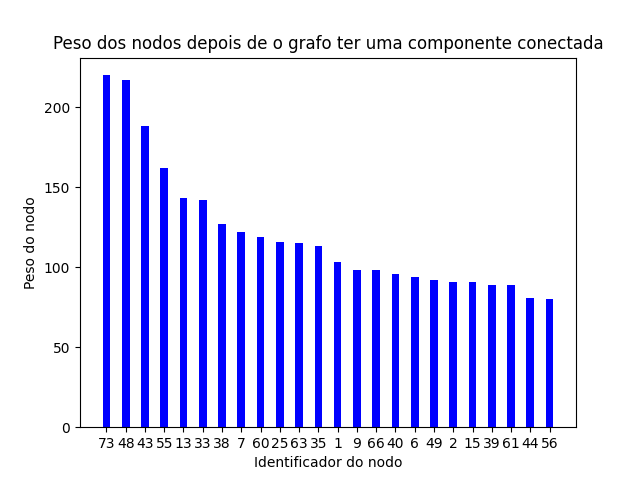 Peso dos nodos depois de o grafo ter uma componente conectada
200
150
100
50
0
Peso do nodo
73 48 43 55 13 33 38 7 60 25 63 35 1 9 66 40 6 49 2 15 39 61 44 56
Identificador do nodo